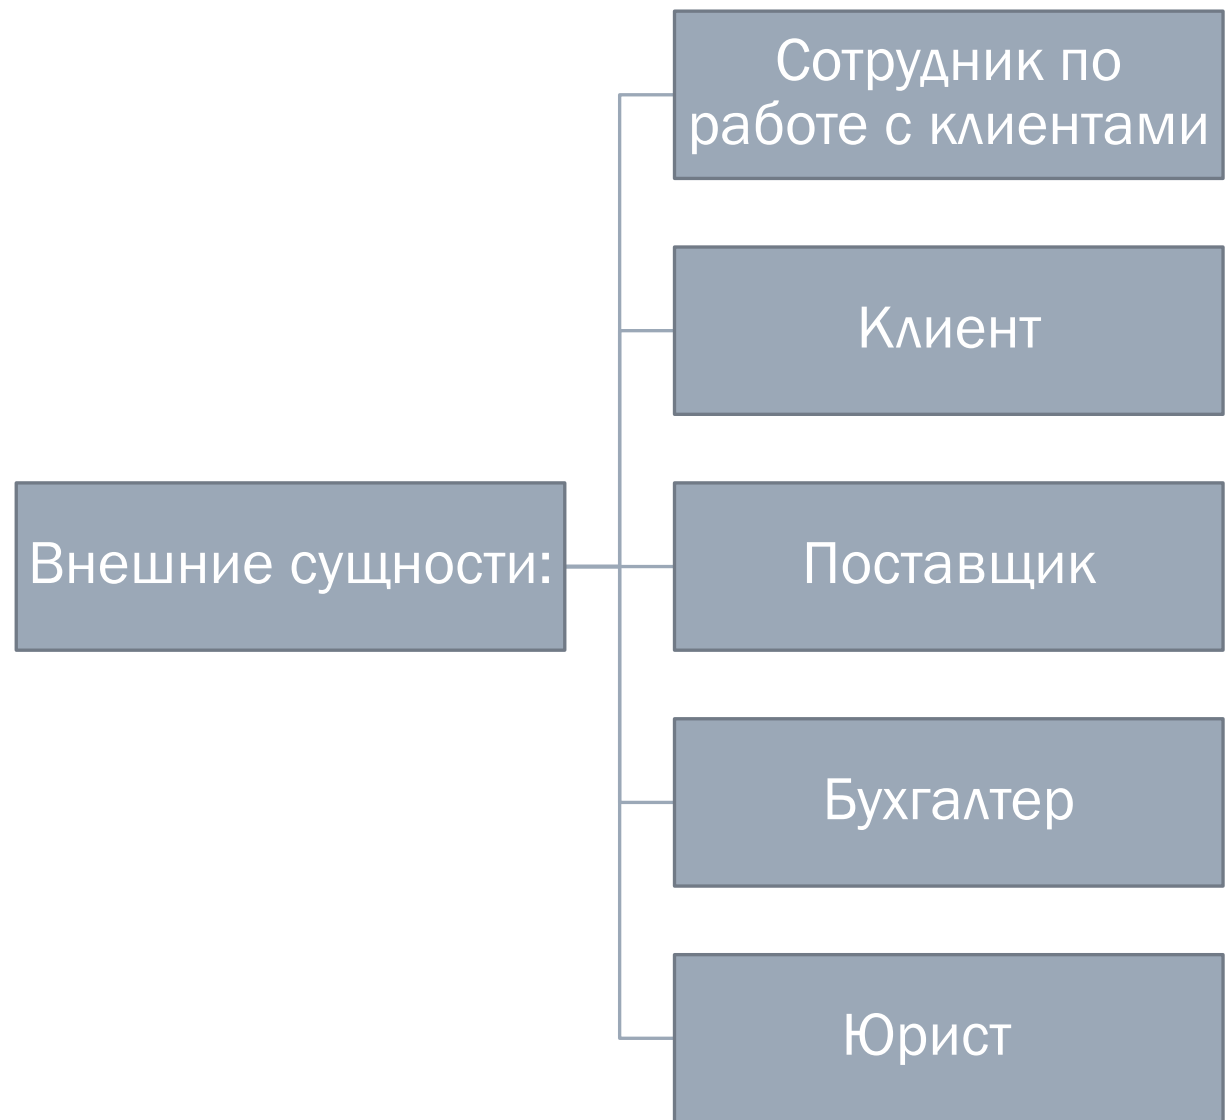 Сотрудник по
работе с клиентами
Клиент
Внешние сущности:
Поставщик
Бухгалтер
Юрист